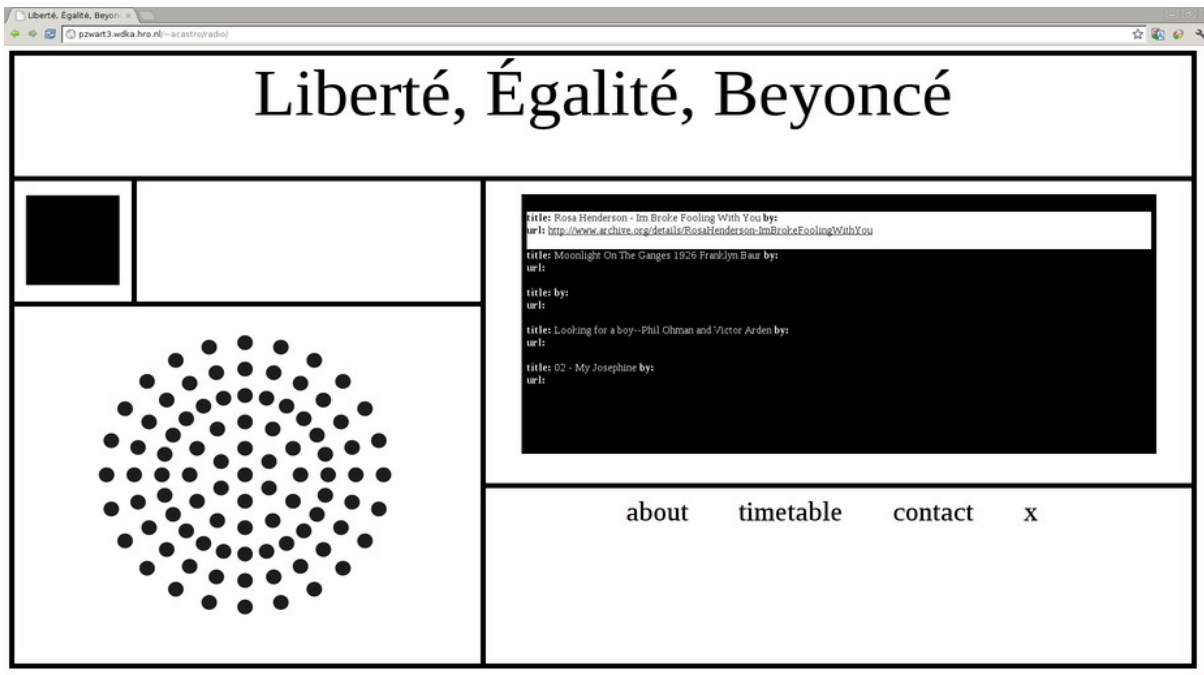 Liberté, Égalité, Beyon
pzwart3.wdka.hro.nl/~acastro/radio/
Liberté, Égalité, Beyoncé
title: Rosa Henderson - Im Broke Fooling With You by:
url: http://www.archive.org/details/RosaHenderson-ImBrokeFoolingWithYou
title: Moonlight On The Ganges 1926 Franklyn Baur by:
url:
title: by:
url:
title: Looking for a boy--Phil Ohman and Victor Arden by:
url:
title: 02 - My Josephine by:
url:
about timetable contact x